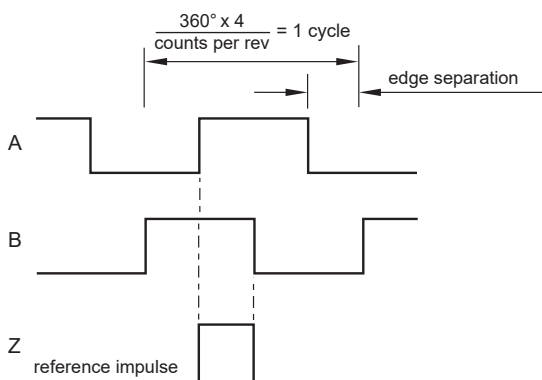 360° x 4
counts per rev
= 1 cycle
edge separation
A
B
Z
reference impulse